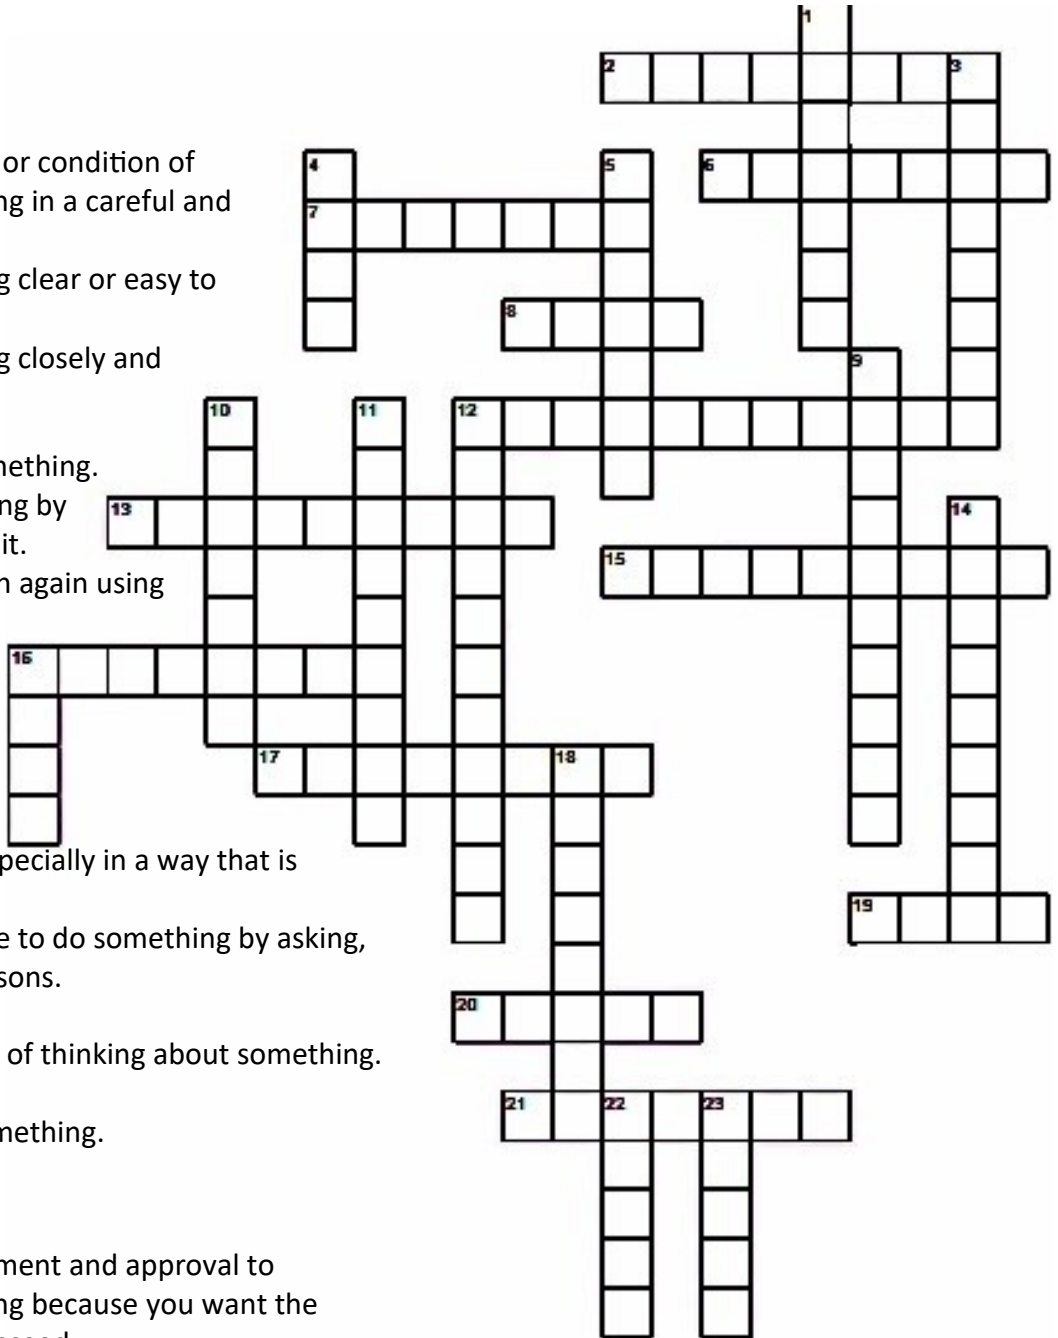 1
2
3
or condition of
4
5
6
ng in a careful and
7
g clear or easy to
8
g closely and
9
10
11
12
nething.
ng by
13
14
it.
15
n again using
16
17
18
pecially in a way that is
19
e to do something by asking,
sons.
20
of thinking about something.
21
22
23
mething.
ment and approval to
ng because you want the